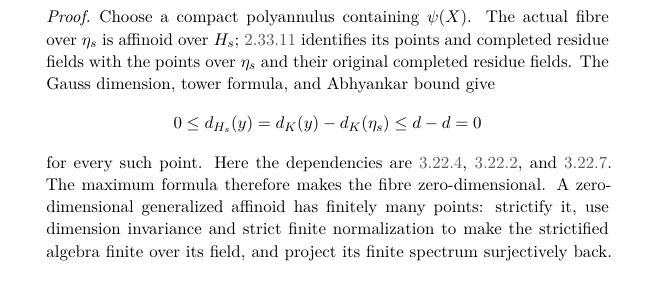 Proof. Choose a compact polyannulus containing ψ(X). The actual fibre
over ηₛ is affinoid over Hₛ; 2.33.11 identifies its points and completed residue
fields with the points over ηₛ and their original completed residue fields. The
Gauss dimension, tower formula, and Abhyankar bound give
0 ≤ d_{Hₛ}(y) = d_K(y) − d_K(ηₛ) ≤ d − d = 0
for every such point. Here the dependencies are 3.22.4, 3.22.2, and 3.22.7.
The maximum formula therefore makes the fibre zero-dimensional. A zero-
dimensional generalized affinoid has finitely many points: strictify it, use
dimension invariance and strict finite normalization to make the strictified
algebra finite over its field, and project its finite spectrum surjectively back.